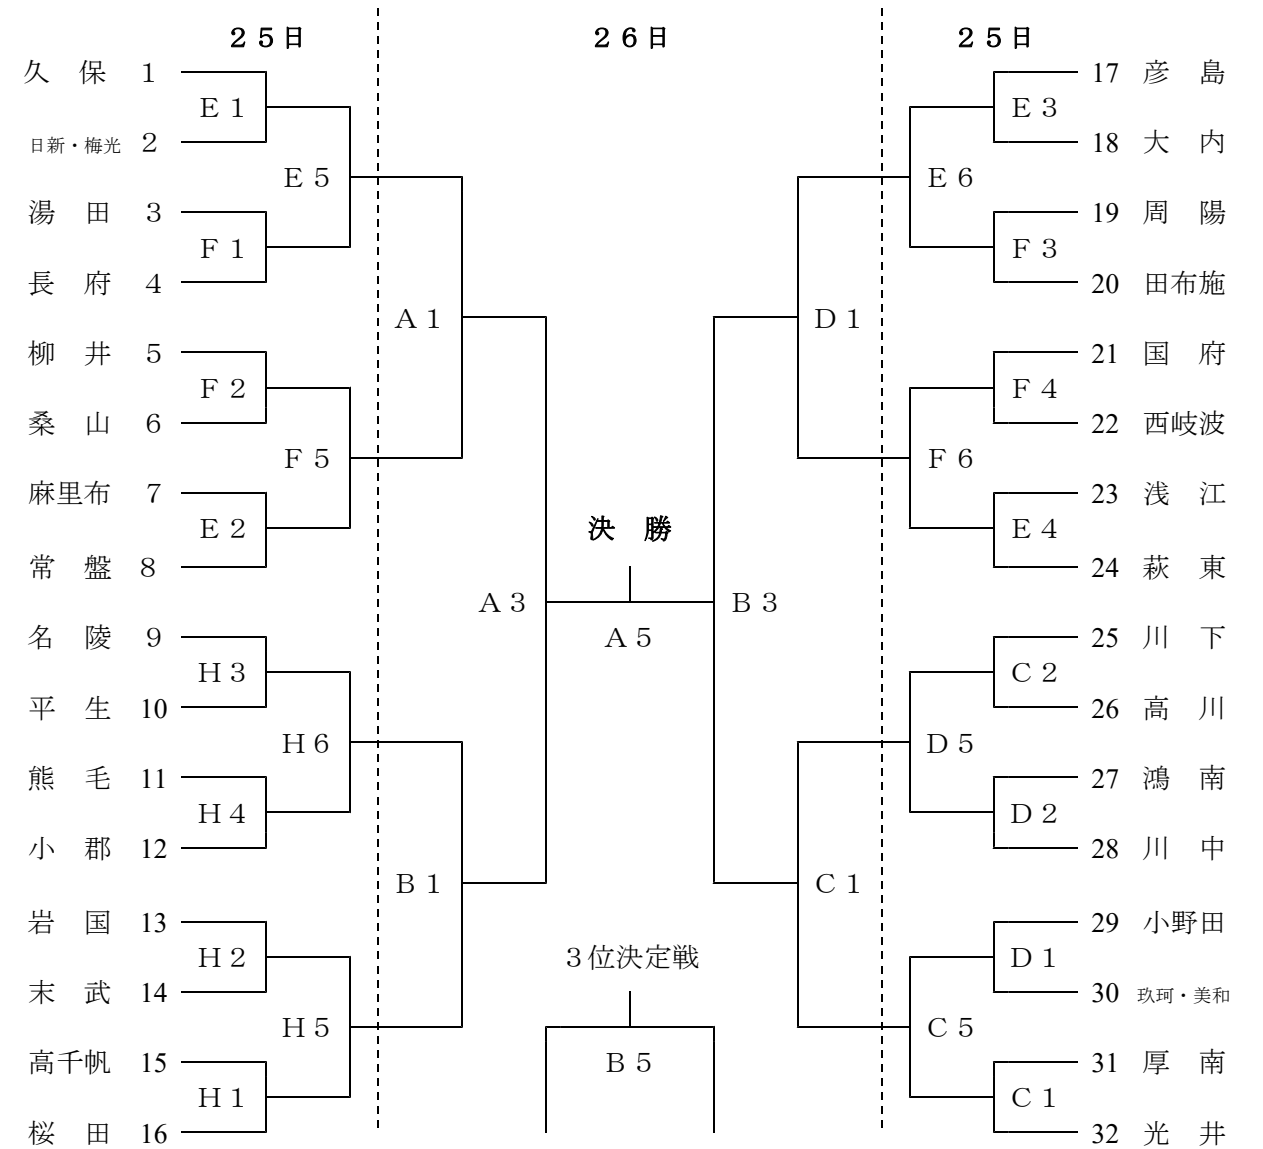 ２５日　２６日　２５日
久　保　１　17　彦　島
Ｅ１　Ｅ３
日新・梅光　２　18　大　内
Ｅ５　Ｅ６
湯　田　３　19　周　陽
Ｆ１　Ｆ３
長　府　４　20　田布施
Ａ１　Ｄ１
柳　井　５　21　国　府
Ｆ２　Ｆ４
桑　山　６　22　西岐波
Ｆ５　Ｆ６
麻里布　７　23　浅　江
Ｅ２　決　勝　Ｅ４
常　盤　８　24　萩　東
Ａ３　Ｂ３
名　陵　９　Ａ５　25　川　下
Ｈ３　Ｃ２
平　生　10　26　高　川
Ｈ６　Ｄ５
熊　毛　11　27　鴻　南
Ｈ４　Ｄ２
小　郡　12　28　川　中
Ｂ１　Ｃ１
岩　国　13　29　小野田
Ｈ２　３位決定戦　Ｄ１
末　武　14　30　玖珂・美和
Ｈ５　Ｃ５
高千帆　15　Ｂ５　31　厚　南
Ｈ１　Ｃ１
桜　田　16　32　光　井